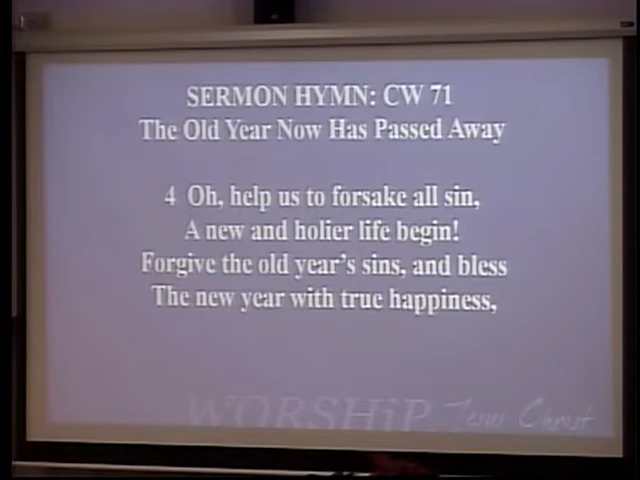 SERMON HYMN: CW 71
The Old Year Now Has Passed Away
4 Oh, help us to forsake all sin,
A new and holier life begin!
Forgive the old year's sins, and bless
The new year with true happiness,
WORSHiP Jesus Christ